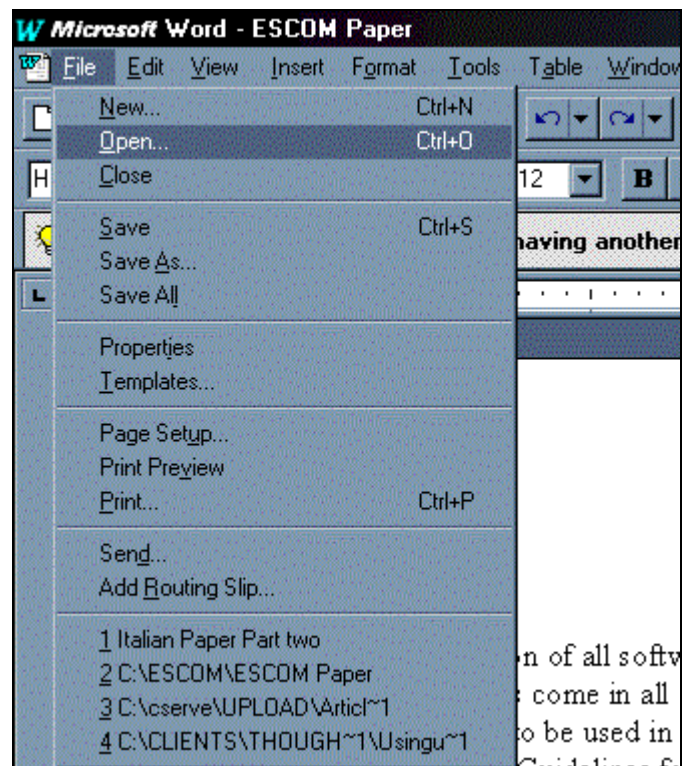 Microsoft Word - ESCOM Paper
File Edit View Insert Format Tools Table Window
New... Ctrl+N
Open... Ctrl+O
Close
12 B
Save Ctrl+S
having another
Save As...
Save All
Properties
Templates...
Page Setup...
Print Preview
Print... Ctrl+P
Send...
Add Routing Slip...
1 Italian Paper Part two
n of all softw
2 C:\ESCOM\ESCOM Paper
come in all
3 C:\cserve\UPLOAD\Articl~1
to be used in
4 C:\CLIENTS\THOUGH~1\Usingu~1